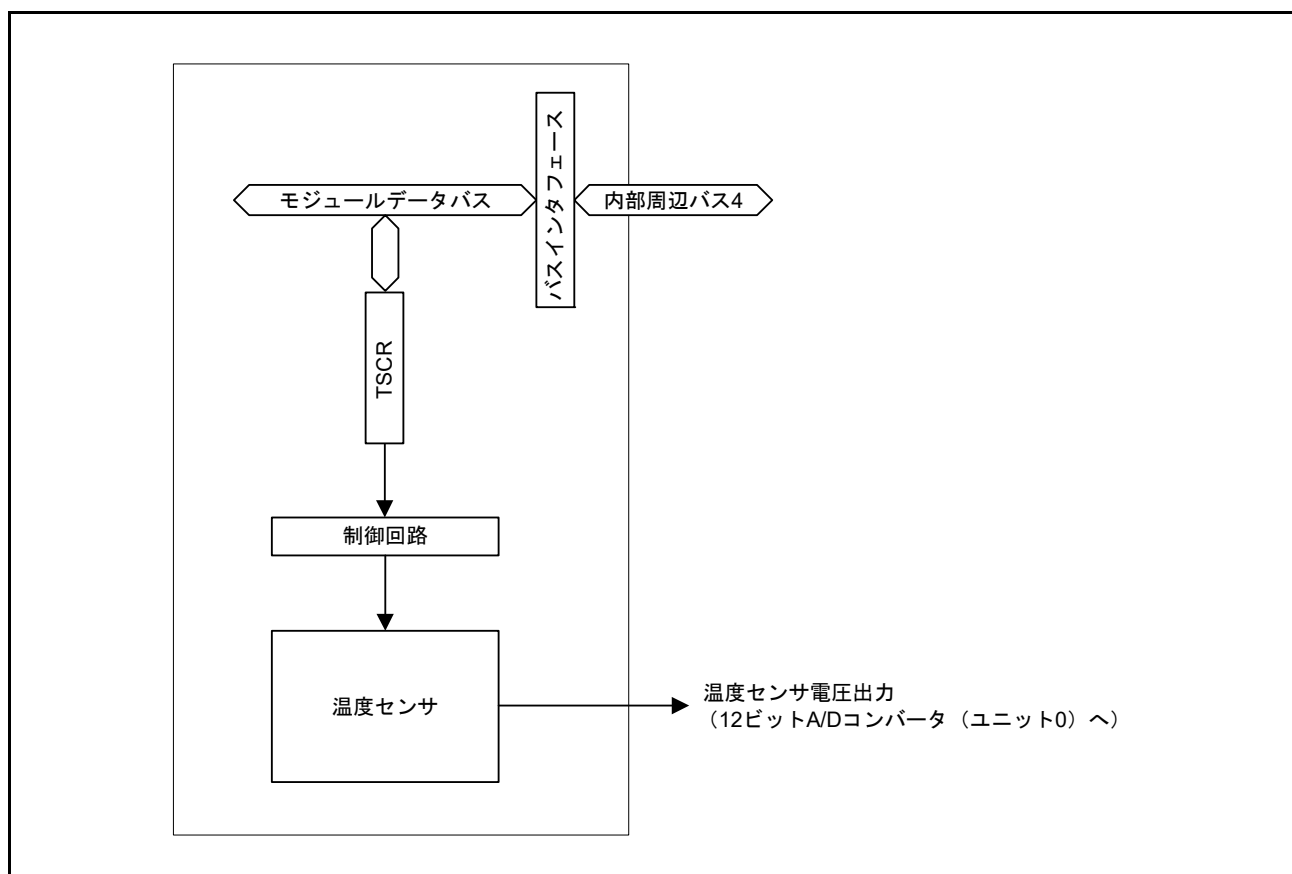 バスインタフェース
モジュールデータバス
内部周辺バス4
TSCR
制御回路
温度センサ
温度センサ電圧出力
（12ビットA/Dコンバータ（ユニット0）へ）